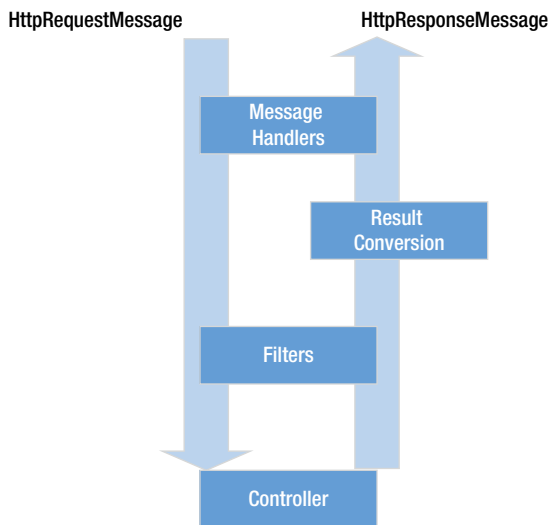 HttpRequestMessage
HttpResponseMessage
Message
Handlers
Result
Conversion
Filters
Controller